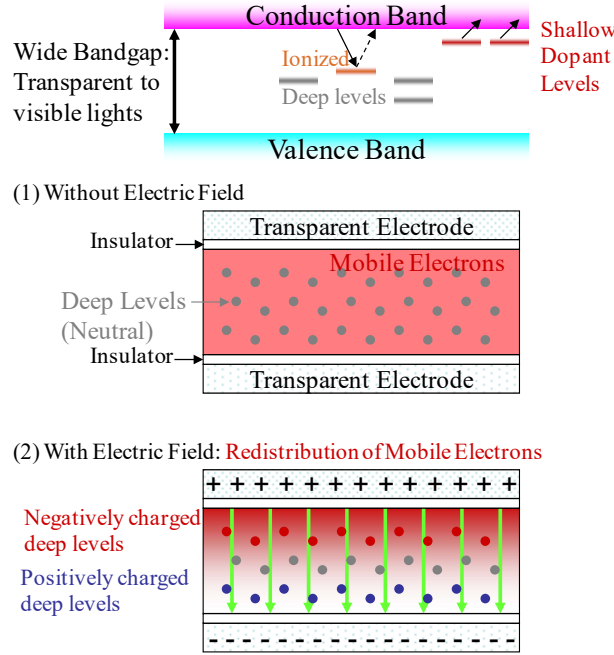 Conduction Band
Wide Bandgap:
Transparent to
visible lights
Ionized
Deep levels
Shallow
Dopant
Levels
Valence Band
(1) Without Electric Field
Transparent Electrode
Insulator
Mobile Electrons
Deep Levels
(Neutral)
Insulator
Transparent Electrode
(2) With Electric Field: Redistribution of Mobile Electrons
+ + + + + + + + + + +
Negatively charged
deep levels
Positively charged
deep levels
- - - - - - - - - - - - - - -